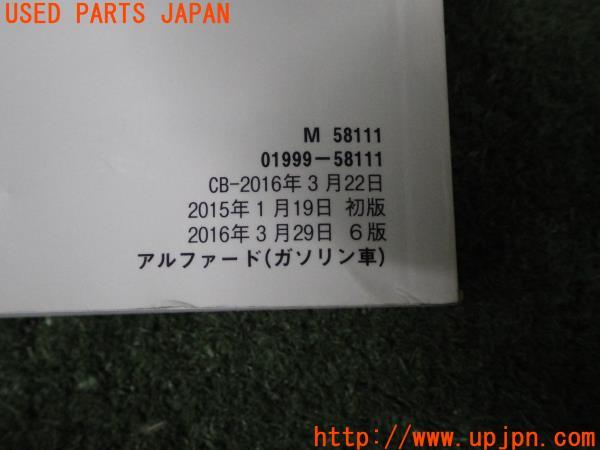 USED PARTS JAPAN
M 58111
01999-58111
CB-2016年3月22日
2015年1月19日 初版
2016年3月29日 6版
アルファード(ガソリン車)
http://www.upjpn.com/